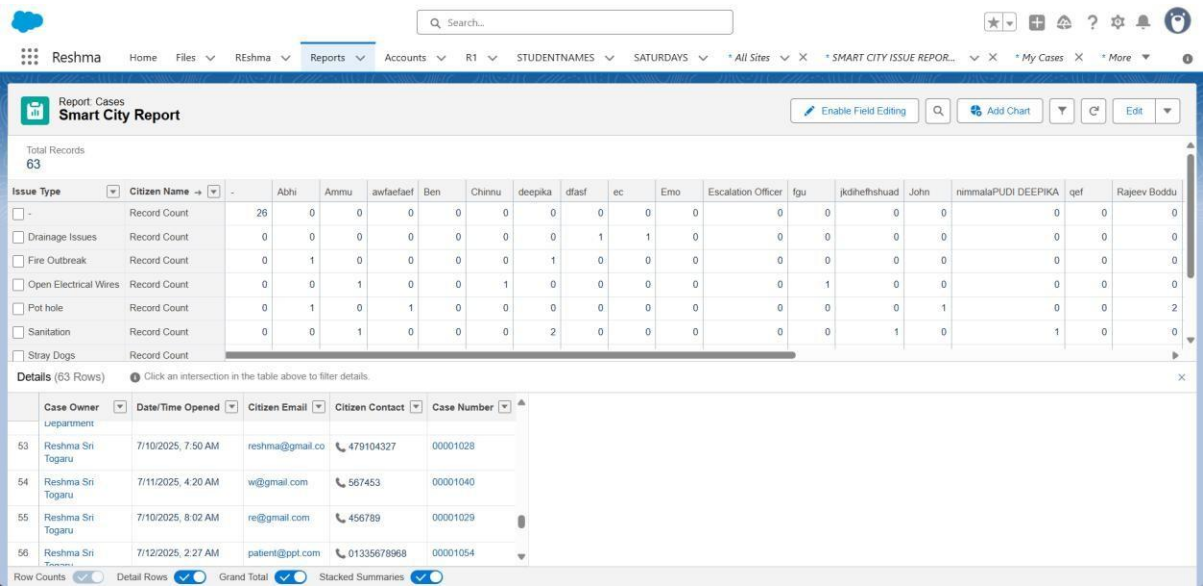 Search...
Reshma Home Files REshma Reports Accounts R1 STUDENTNAMES SATURDAYS * All Sites * SMART CITY ISSUE REPOR... * My Cases * More
Report: Cases
Smart City Report
Enable Field Editing Add Chart Edit
Total Records
63
Issue Type Citizen Name → - Abhi Ammu awfaefaef Ben Chinnu deepika dfasf ec Emo Escalation Officer fgu jkdihefhshuad John nimmalaPUDI DEEPIKA qef Rajeev Boddu
- Record Count 26 0 0 0 0 0 0 0 0 0 0 0 0 0 0 0 0
Drainage Issues Record Count 0 0 0 0 0 0 0 1 1 0 0 0 0 0 0 0 0
Fire Outbreak Record Count 0 1 0 0 0 0 1 0 0 0 0 0 0 0 0 0 0
Open Electrical Wires Record Count 0 0 1 0 0 1 0 0 0 0 0 1 0 0 0 0 0
Pot hole Record Count 0 1 0 1 0 0 0 0 0 0 0 0 0 1 0 0 2
Sanitation Record Count 0 0 1 0 0 0 2 0 0 0 0 0 1 0 1 0 0
Stray Dogs Record Count
Details (63 Rows) Click an intersection in the table above to filter details.
Case Owner Date/Time Opened Citizen Email Citizen Contact Case Number
Department
53 Reshma Sri Togaru 7/10/2025, 7:50 AM reshma@gmail.co 479104327 00001028
54 Reshma Sri Togaru 7/11/2025, 4:20 AM w@gmail.com 567453 00001040
55 Reshma Sri Togaru 7/10/2025, 8:02 AM re@gmail.com 456789 00001029
56 Reshma Sri Togaru 7/12/2025, 2:27 AM patient@ppt.com 01335678968 00001054
Row Counts Detail Rows Grand Total Stacked Summaries